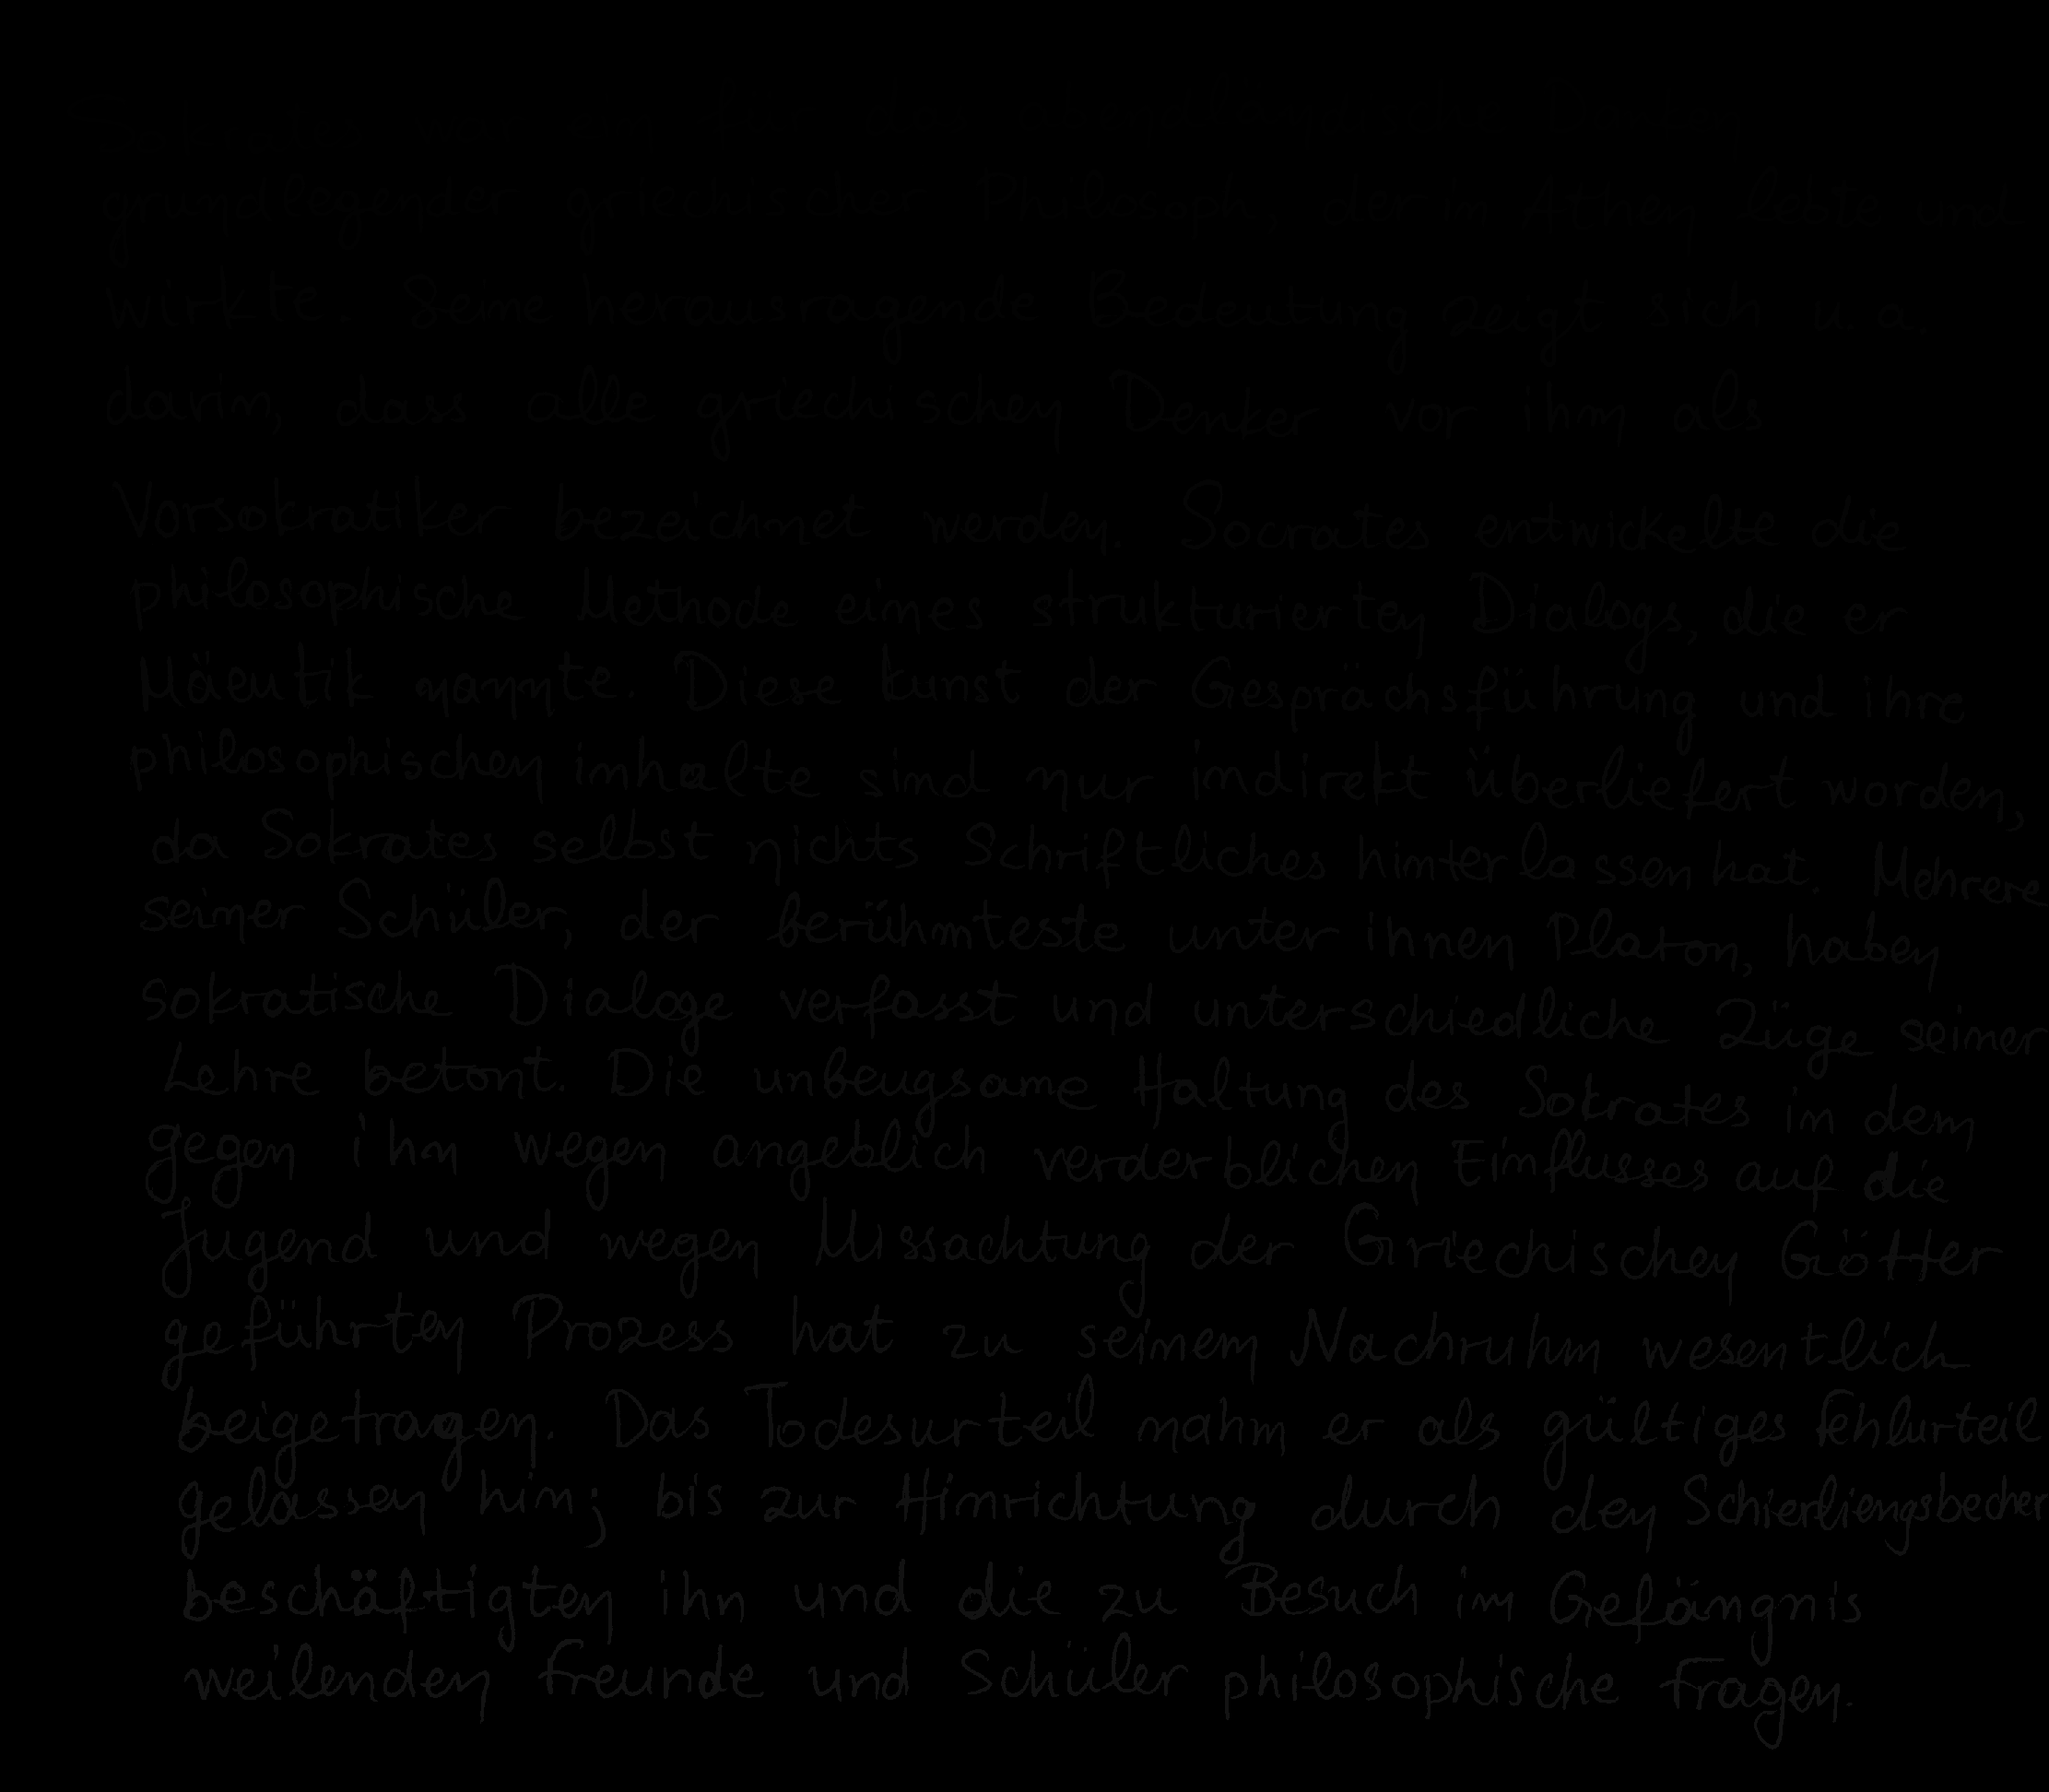 grundlegender griechischer Philosoph, der in Athen lebte und
wirkte. Seine herausragende Bedeutung zeigt sich u.a.
darin, dass alle griechischen Denker vor ihm als
Vorsokratiker bezeichnet werden. Socrates entwickelte die
philosophische Methode eines strukturierten Dialogs, die er
Mäeutik nannte. Diese kunst der Gesprächsführung und ihre
philosophischen inhalte sind nur indirekt überliefert worden,
da Sokrates selbst nichts Schriftliches hinterlassen hat. Mehrere
seiner Schüler, der berühmteste unter ihnen Platon, haben
sokratische Dialoge verfasst und unterschiedliche Züge seiner
Lehre betont. Die unbeugsame Haltung des Sokrates in dem
gegen ihn wegen angeblich verderblichen Einflusses auf die
Jugend und wegen Missachtung der Griechischen Götter
geführten Prozess hat zu seinem Nachruhm wesentlich
beigetragen. Das Todesurteil nahm er als gültiges Fehlurteil
gelassen hin; bis zur Hinrichtung durch den Schierliengsbecher
beschäftigten ihn und die zu Besuch im Gefängnis
weilenden Freunde und Schüler philosophische Fragen.